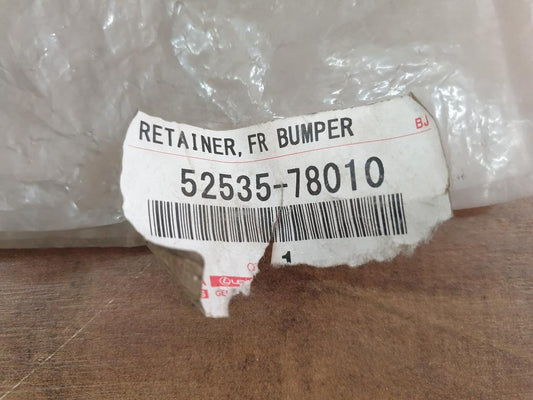 RETAINER, FR BUMPER
BJ
52535-78010
1